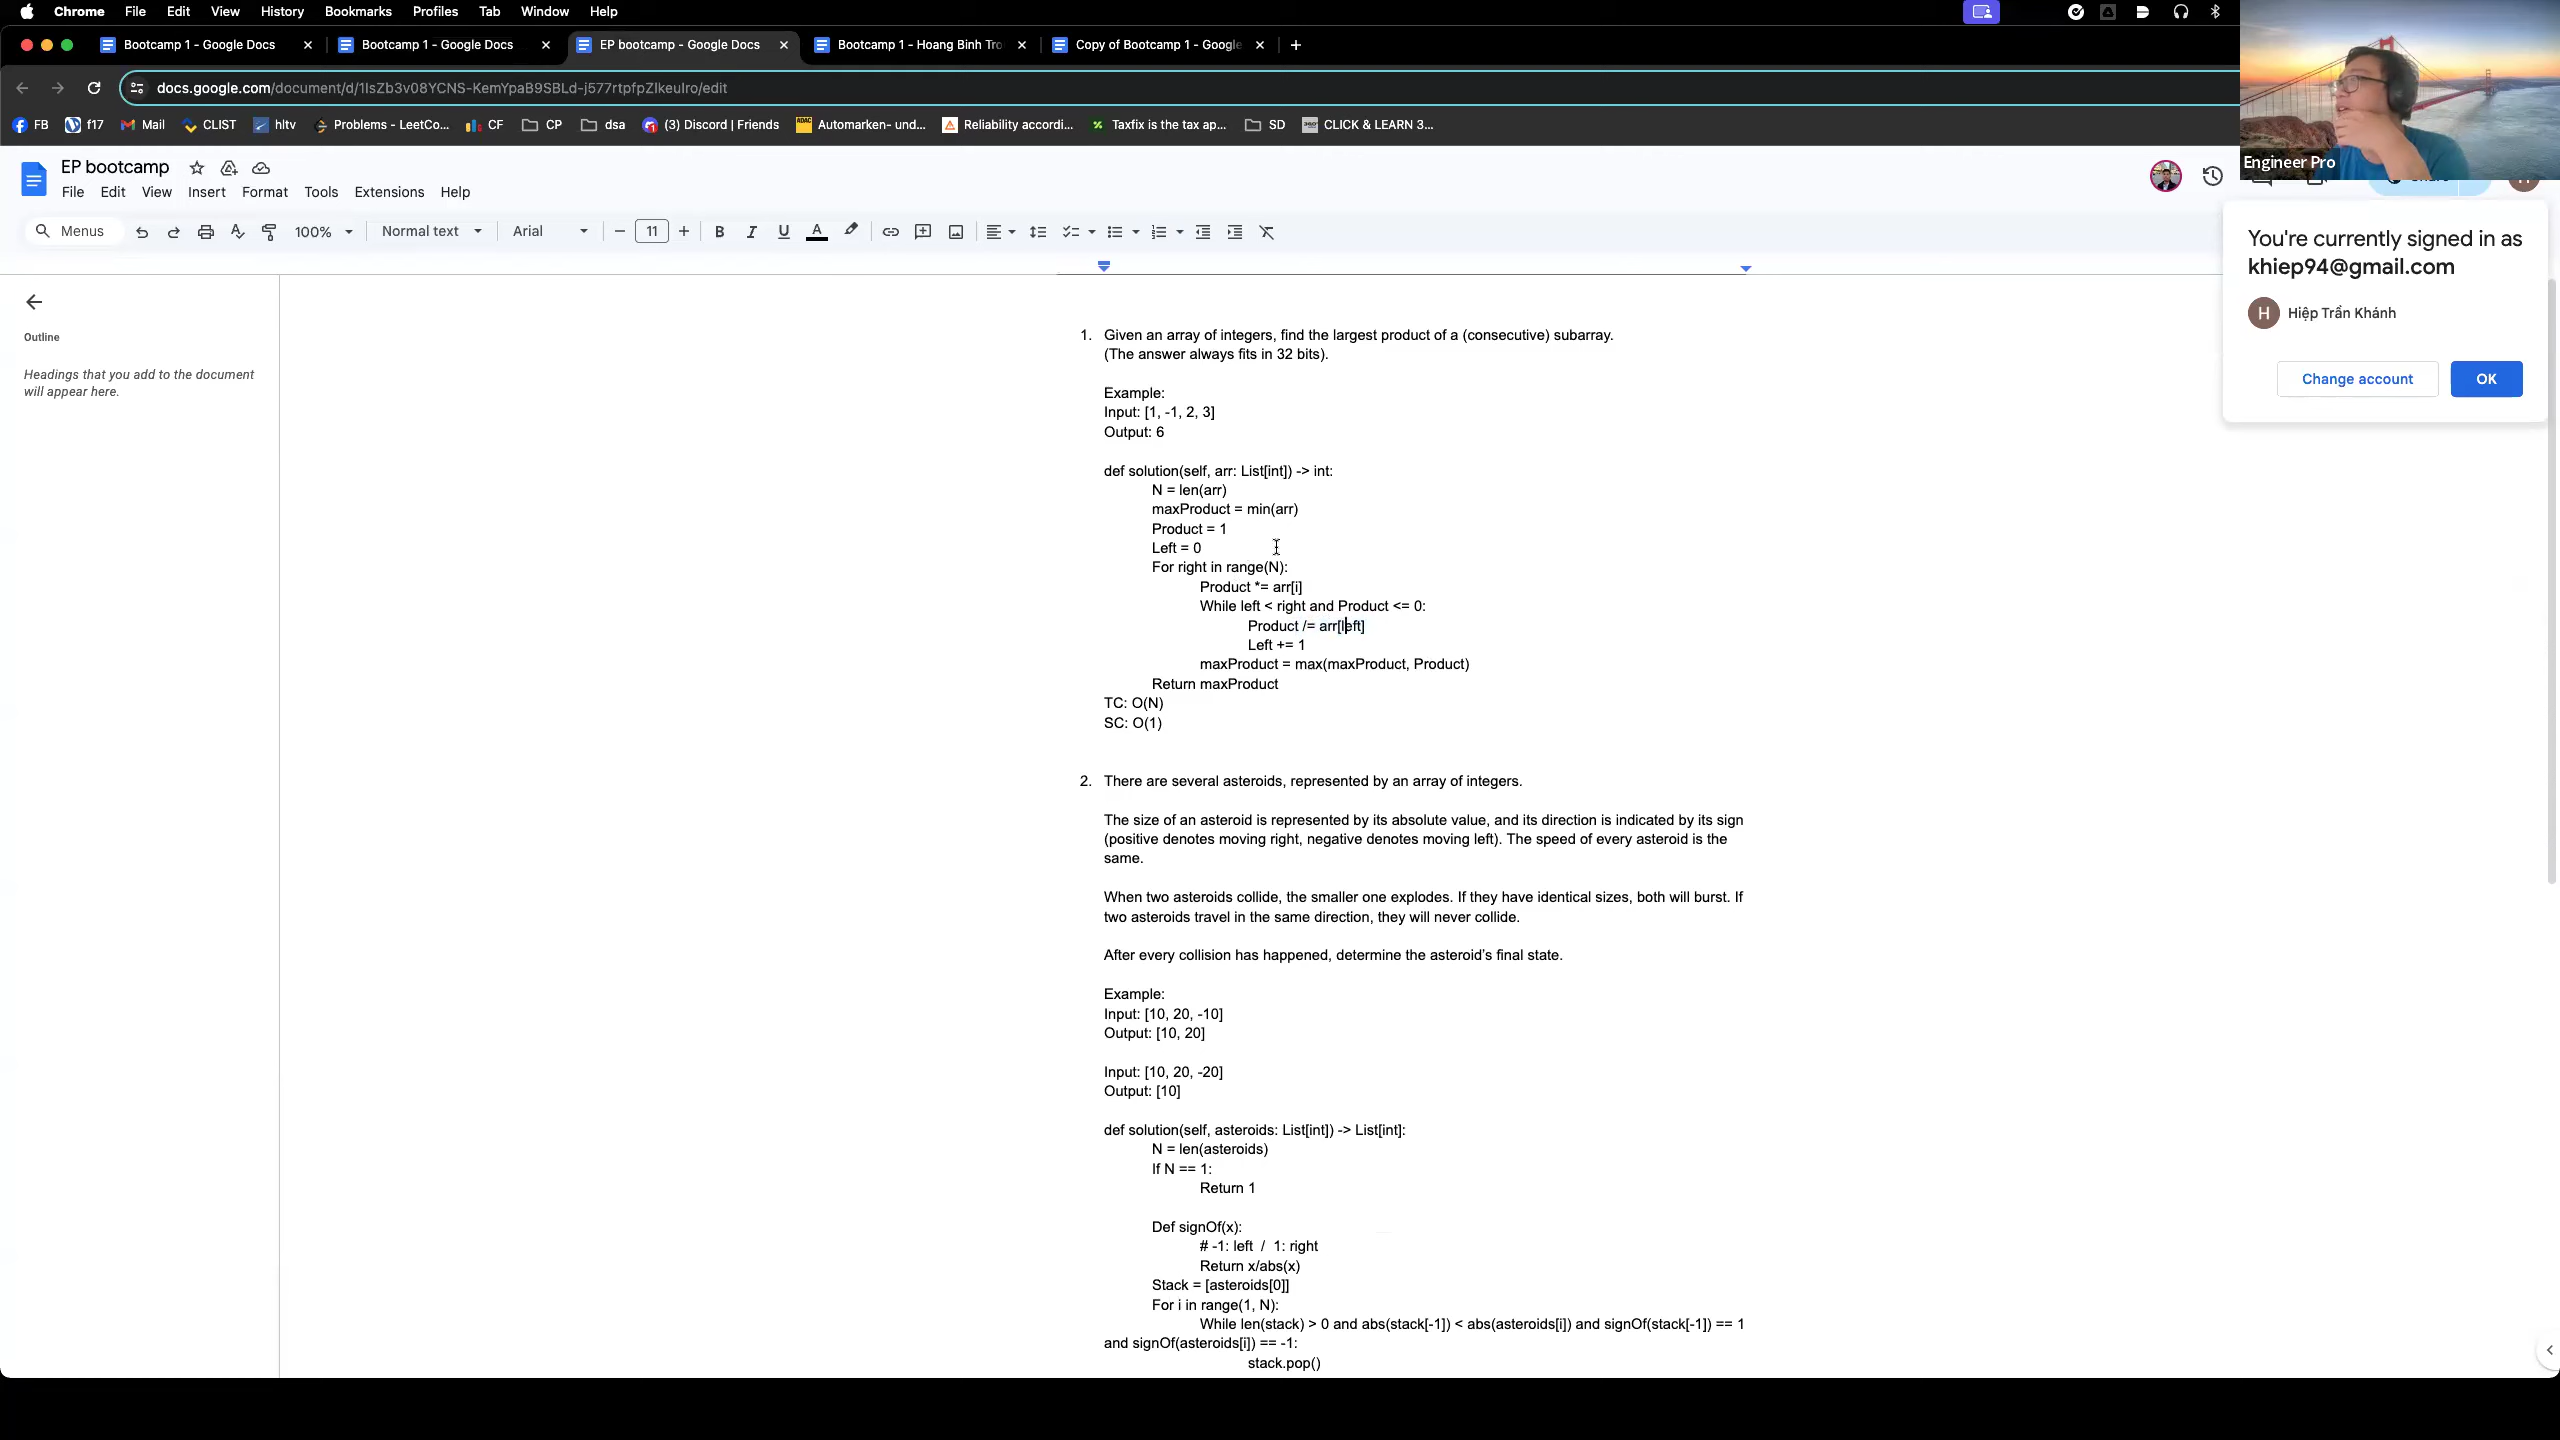 Chrome File Edit View History Bookmarks Profiles Tab Window Help
Bootcamp 1 - Google Docs
Bootcamp 1 - Google Docs
EP bootcamp - Google Docs
Bootcamp 1 - Hoang Binh Tro
Copy of Bootcamp 1 - Google
docs.google.com/document/d/1lsZb3v08YCNS-KemYpaB9SBLd-j577rtpfpZlkeulro/edit
FB f17 Mail CLIST hltv Problems - LeetCo... CF CP dsa (3) Discord | Friends Automarken- und... Reliability accordi... Taxfix is the tax ap... SD CLICK & LEARN 3...
Engineer Pro
EP bootcamp
File Edit View Insert Format Tools Extensions Help
Menus 100% Normal text Arial 11
You're currently signed in as
khiep94@gmail.com
H Hiệp Trần Khánh
Change account OK
Outline
Headings that you add to the document
will appear here.
1. Given an array of integers, find the largest product of a (consecutive) subarray.
(The answer always fits in 32 bits).
Example:
Input: [1, -1, 2, 3]
Output: 6
def solution(self, arr: List[int]) -> int:
N = len(arr)
maxProduct = min(arr)
Product = 1
Left = 0
For right in range(N):
Product *= arr[i]
While left < right and Product <= 0:
Product /= arr[left]
Left += 1
maxProduct = max(maxProduct, Product)
Return maxProduct
TC: O(N)
SC: O(1)
2. There are several asteroids, represented by an array of integers.
The size of an asteroid is represented by its absolute value, and its direction is indicated by its sign
(positive denotes moving right, negative denotes moving left). The speed of every asteroid is the
same.
When two asteroids collide, the smaller one explodes. If they have identical sizes, both will burst. If
two asteroids travel in the same direction, they will never collide.
After every collision has happened, determine the asteroid's final state.
Example:
Input: [10, 20, -10]
Output: [10, 20]
Input: [10, 20, -20]
Output: [10]
def solution(self, asteroids: List[int]) -> List[int]:
N = len(asteroids)
If N == 1:
Return 1
Def signOf(x):
# -1: left / 1: right
Return x/abs(x)
Stack = [asteroids[0]]
For i in range(1, N):
While len(stack) > 0 and abs(stack[-1]) < abs(asteroids[i]) and signOf(stack[-1]) == 1
and signOf(asteroids[i]) == -1:
stack.pop()